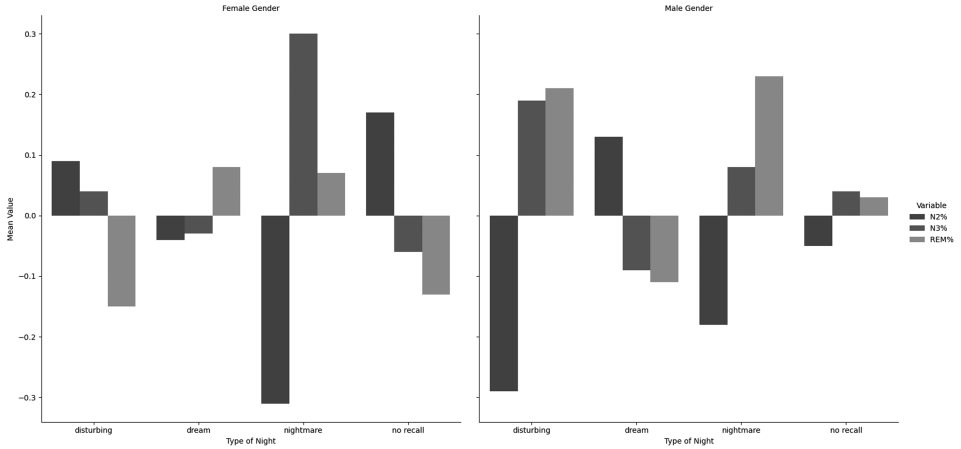 Female Gender
Male Gender
0.3
0.2
0.1
0.0
−0.1
−0.2
−0.3
Mean Value
disturbing
dream
nightmare
no recall
Type of Night
disturbing
dream
nightmare
no recall
Type of Night
Variable
N2%
N3%
REM%